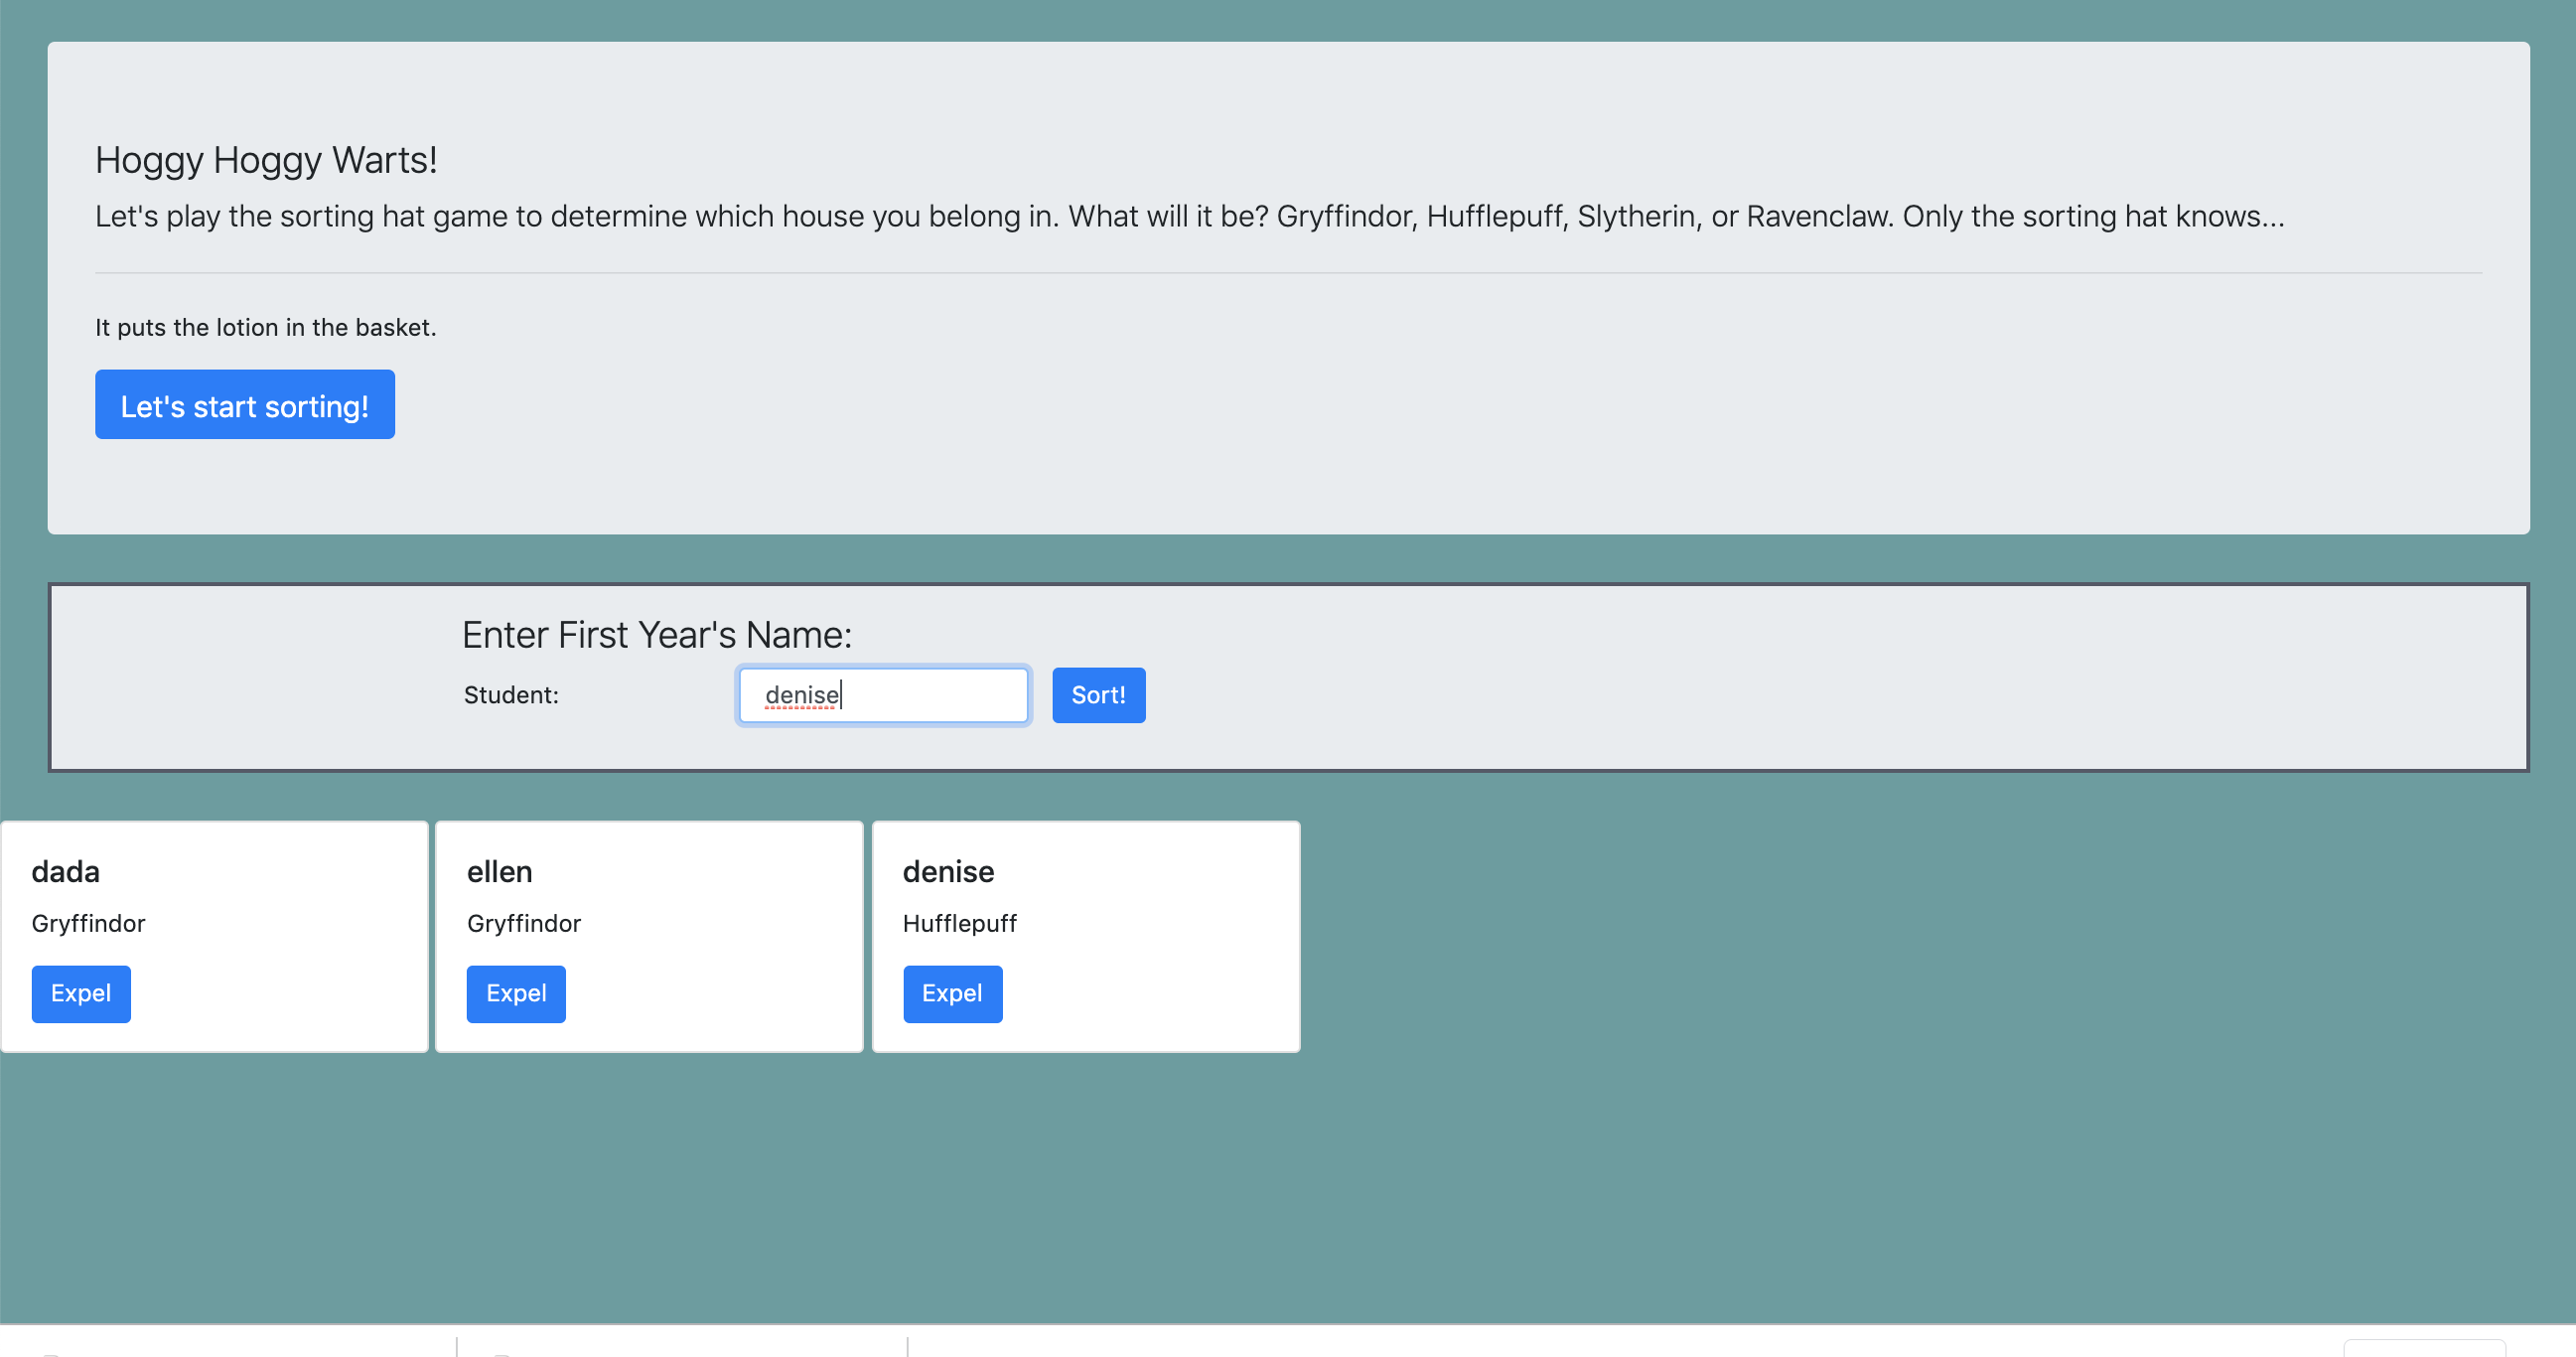 Hoggy Hoggy Warts!
Let's play the sorting hat game to determine which house you belong in. What will it be? Gryffindor, Hufflepuff, Slytherin, or Ravenclaw. Only the sorting hat knows...
It puts the lotion in the basket.
Let's start sorting!
Enter First Year's Name:
Student: denise Sort!
dada ellen denise
Gryffindor Gryffindor Hufflepuff
Expel Expel Expel